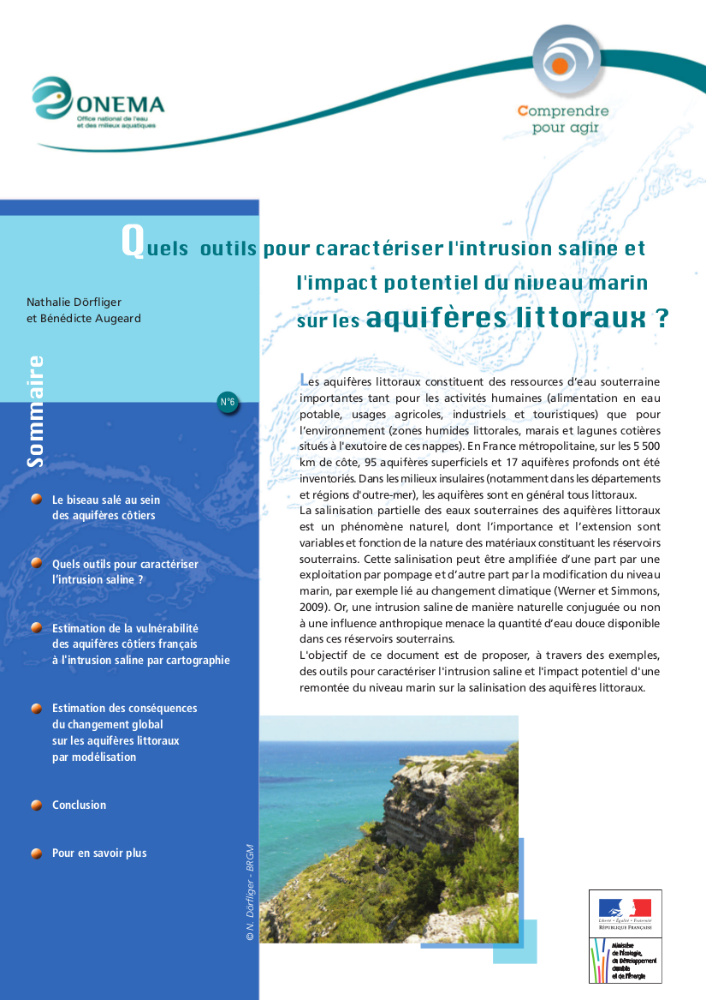 ONEMA
Office national de l'eau
et des milieux aquatiques
Comprendre
pour agir
Quels outils pour caractériser l'intrusion saline et
l'impact potentiel du niveau marin
sur les aquifères littoraux ?
Nathalie Dörfliger
et Bénédicte Augeard
N°6
Sommaire
Le biseau salé au sein
des aquifères côtiers
Quels outils pour caractériser
l'intrusion saline ?
Estimation de la vulnérabilité
des aquifères côtiers français
à l'intrusion saline par cartographie
Estimation des conséquences
du changement global
sur les aquifères littoraux
par modélisation
Conclusion
Pour en savoir plus
Les aquifères littoraux constituent des ressources d'eau souterraine
importantes tant pour les activités humaines (alimentation en eau
potable, usages agricoles, industriels et touristiques) que pour
l'environnement (zones humides littorales, marais et lagunes cotières
situés à l'exutoire de ces nappes). En France métropolitaine, sur les 5 500
km de côte, 95 aquifères superficiels et 17 aquifères profonds ont été
inventoriés. Dans les milieux insulaires (notamment dans les départements
et régions d'outre-mer), les aquifères sont en général tous littoraux.
La salinisation partielle des eaux souterraines des aquifères littoraux
est un phénomène naturel, dont l'importance et l'extension sont
variables et fonction de la nature des matériaux constituant les réservoirs
souterrains. Cette salinisation peut être amplifiée d'une part par une
exploitation par pompage et d'autre part par la modification du niveau
marin, par exemple lié au changement climatique (Werner et Simmons,
2009). Or, une intrusion saline de manière naturelle conjuguée ou non
à une influence anthropique menace la quantité d'eau douce disponible
dans ces réservoirs souterrains.
L'objectif de ce document est de proposer, à travers des exemples,
des outils pour caractériser l'intrusion saline et l'impact potentiel d'une
remontée du niveau marin sur la salinisation des aquifères littoraux.
© N. Dörfliger - BRGM
Liberté • Égalité • Fraternité
RÉPUBLIQUE FRANÇAISE
Ministère
de l'Écologie,
du Développement
durable
et de l'Énergie